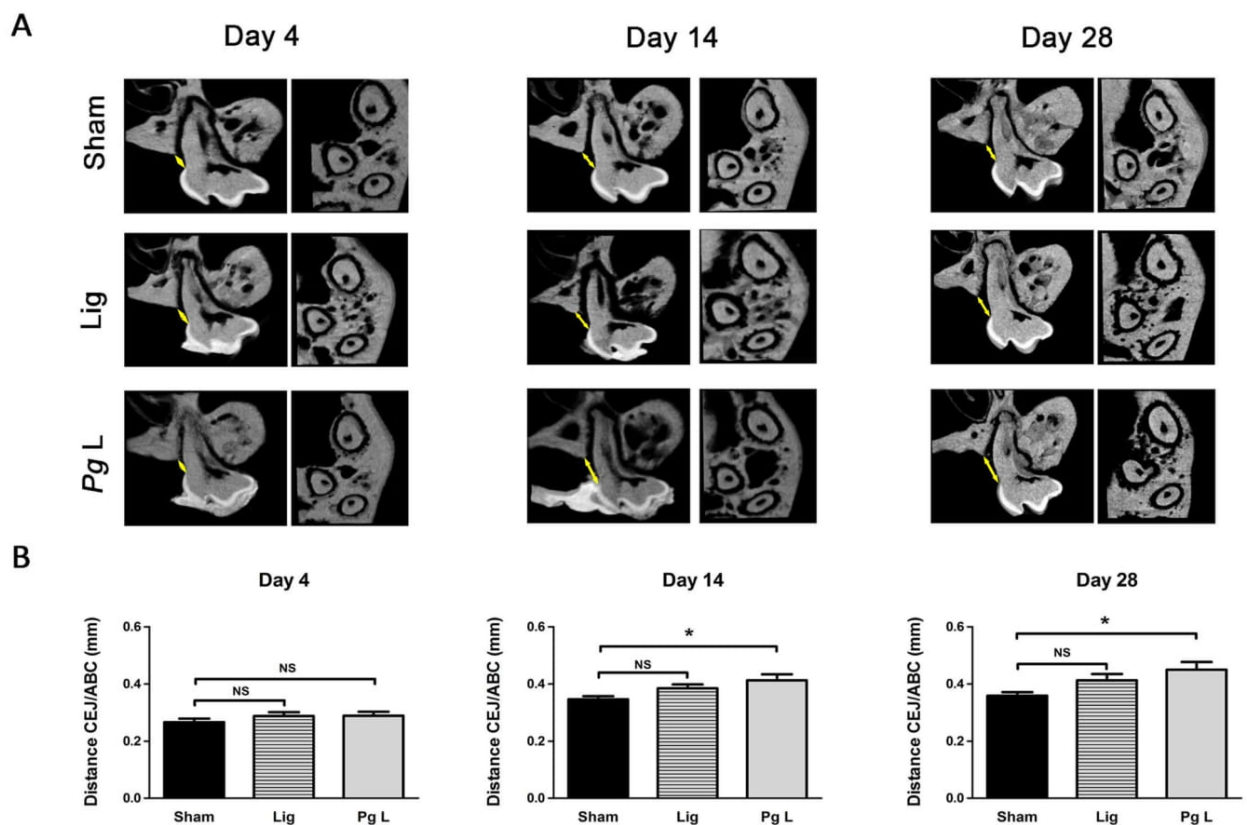 A
Day 4
Day 14
Day 28
Sham
Lig
Pg L
B
Day 4
Distance CEJ/ABC (mm)
0.6
0.4
0.2
0.0
NS
NS
Sham Lig Pg L
Day 14
Distance CEJ/ABC (mm)
0.6
0.4
0.2
0.0
*
NS
Sham Lig Pg L
Day 28
Distance CEJ/ABC (mm)
0.6
0.4
0.2
0.0
*
NS
Sham Lig Pg L